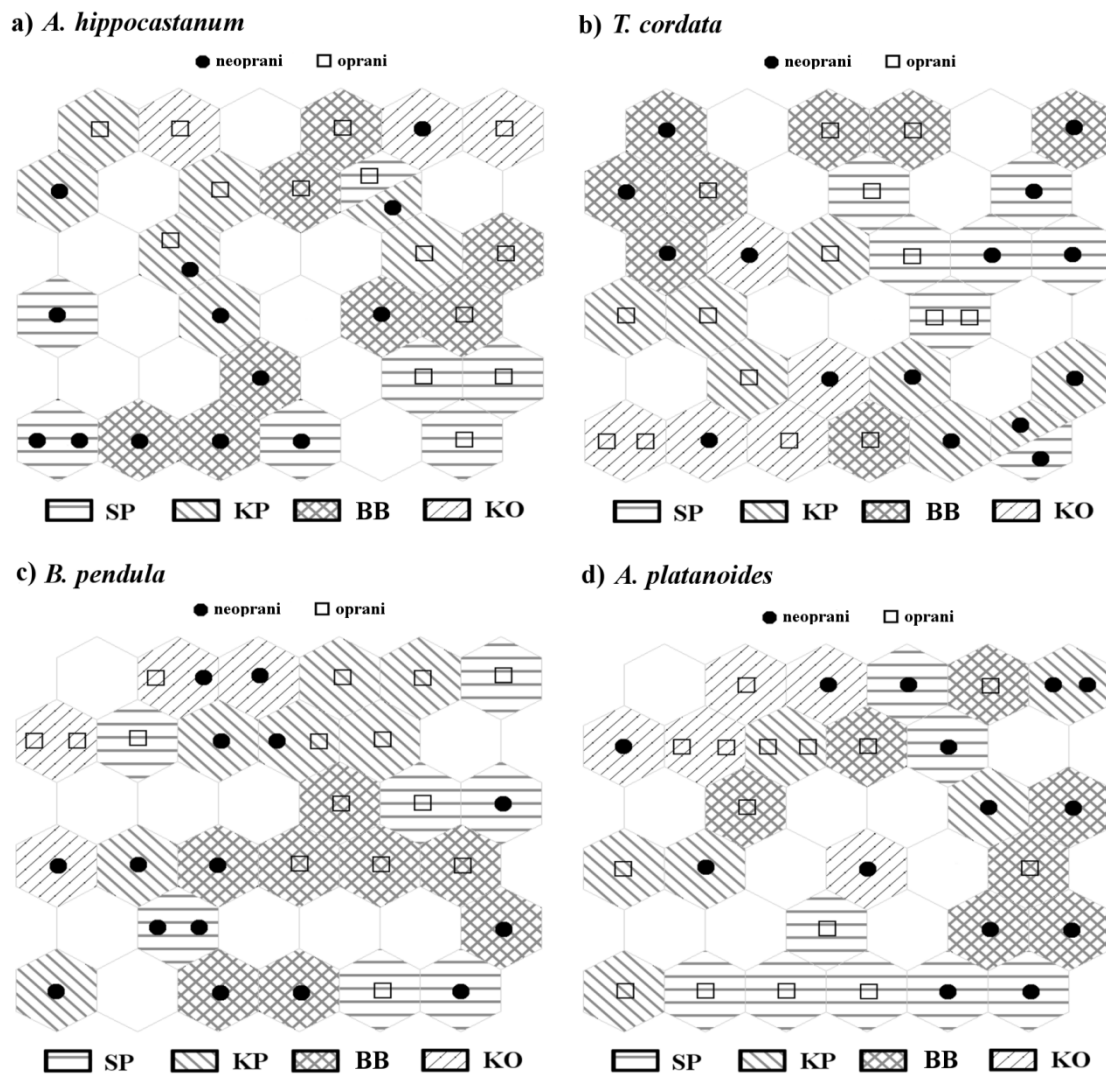 a) A. hippocastanum
neoprani oprani
SP KP BB KO
b) T. cordata
neoprani oprani
SP KP BB KO
c) B. pendula
neoprani oprani
SP KP BB KO
d) A. platanoides
neoprani oprani
SP KP BB KO